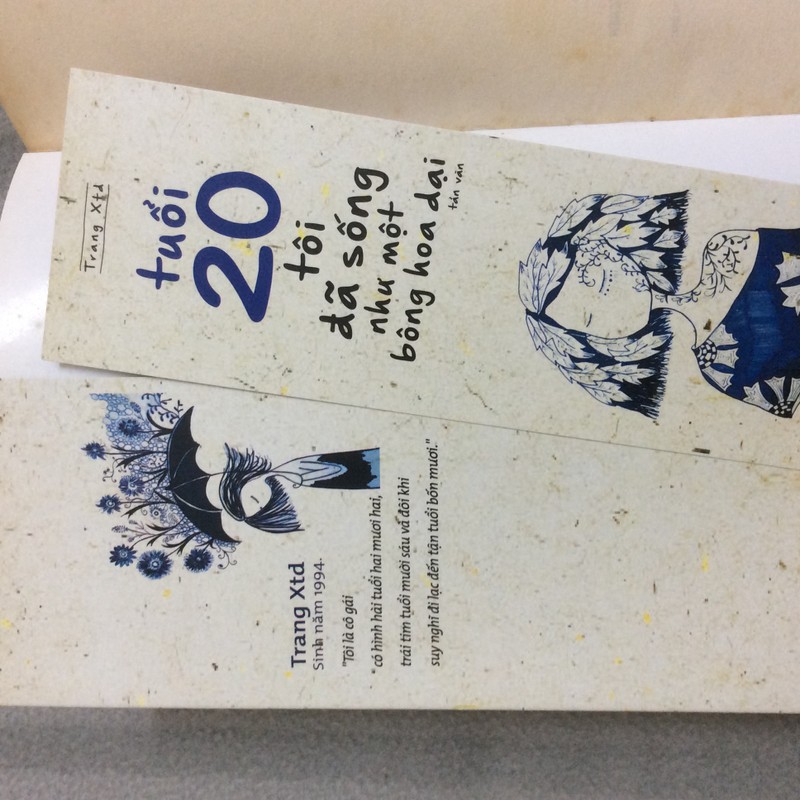 Trang Xtd
tuổi
20
tôi
đã sống
như một
bông hoa dại
tản văn
Trang Xtd
Sinh năm 1994.
"Tôi là cô gái
có hình hài tuổi hai mươi hai,
trái tim tuổi mười sáu và đôi khi
suy nghĩ đi lạc đến tận tuổi bốn mươi."